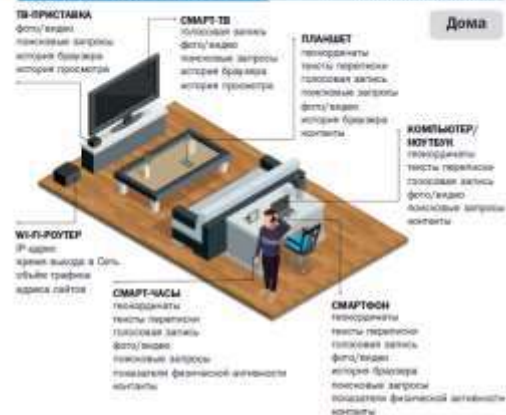 Дома
ТВ-ПРИСТАВКА
фото/видео
поисковые запросы
история браузера
история просмотра
СМАРТ-ТВ
голосовая запись
фото/видео
поисковые запросы
история браузера
история просмотра
ПЛАНШЕТ
геокоординаты
тексты переписки
голосовая запись
поисковые запросы
фото/видео
история браузера
контакты
КОМПЬЮТЕР/
НОУТБУК
геокоординаты
тексты переписки
голосовая запись
фото/видео
поисковые запросы
контакты
WI-FI-РОУТЕР
IP-адрес
время выхода в Сеть
объём трафика
адреса сайтов
СМАРТ-ЧАСЫ
геокоординаты
тексты переписки
голосовая запись
фото/видео
поисковые запросы
показатели физической активности
контакты
СМАРТФОН
геокоординаты
тексты переписки
голосовая запись
фото/видео
история браузера
поисковые запросы
показатели физической активности
контакты